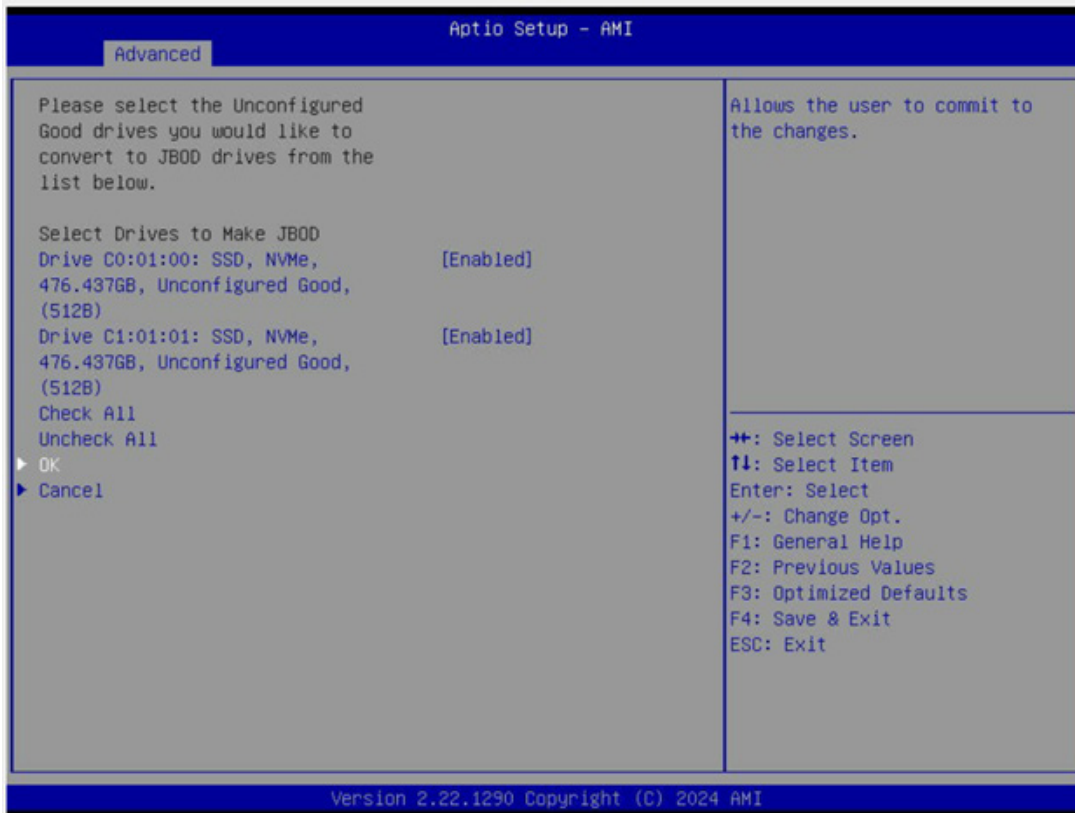 Aptio Setup - AMI
Advanced
Please select the Unconfigured
Good drives you would like to
convert to JBOD drives from the
list below.
Select Drives to Make JBOD
Drive C0:01:00: SSD, NVMe, [Enabled]
476.437GB, Unconfigured Good,
(512B)
Drive C1:01:01: SSD, NVMe, [Enabled]
476.437GB, Unconfigured Good,
(512B)
Check All
Uncheck All
OK
Cancel
Allows the user to commit to
the changes.
→←: Select Screen
↑↓: Select Item
Enter: Select
+/-: Change Opt.
F1: General Help
F2: Previous Values
F3: Optimized Defaults
F4: Save & Exit
ESC: Exit
Version 2.22.1290 Copyright (C) 2024 AMI